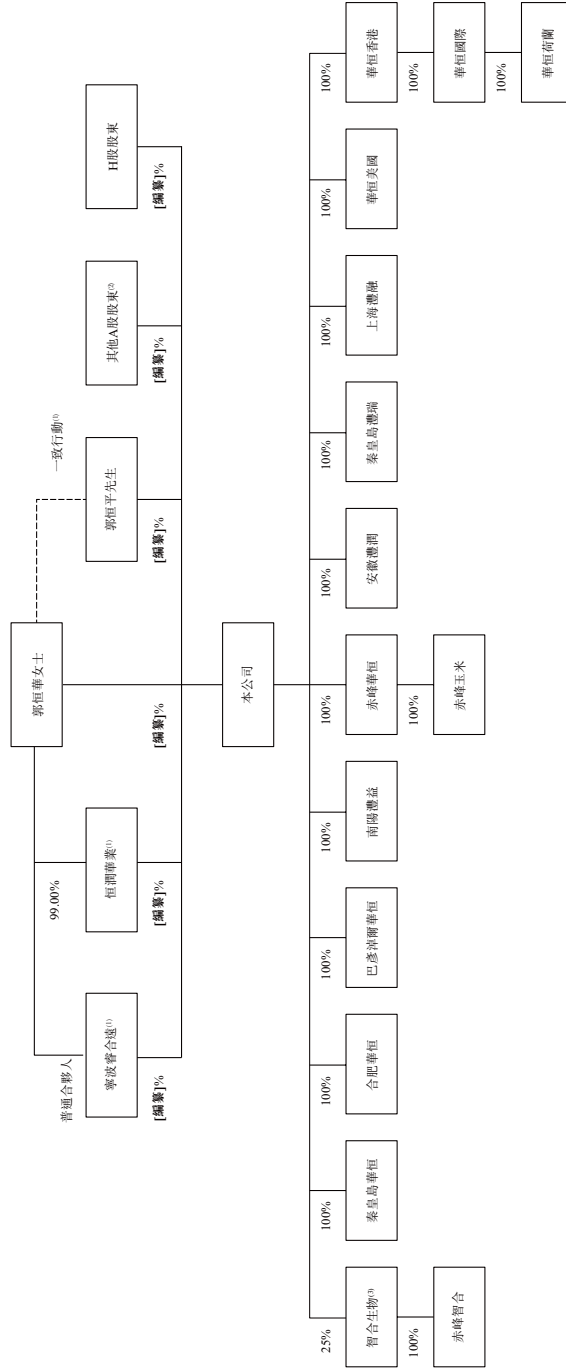 郭恒華女士
一致行動⁽¹⁾
普通合夥人
99.00%
寧波睿合遠⁽¹⁾
恒潤華業⁽¹⁾
郭恒平先生
其他A股股東⁽²⁾
H股股東
[編纂]%
[編纂]%
[編纂]%
[編纂]%
[編纂]%
[編纂]%
本公司
25%
100%
100%
100%
100%
100%
100%
100%
100%
100%
100%
智合生物⁽³⁾
秦皇島華恒
合肥華恒
巴彥淖爾華恒
南陽灃益
赤峰華恒
安徽灃潤
秦皇島灃瑞
上海灃融
華恒美國
華恒香港
100%
100%
100%
赤峰智合
赤峰玉米
華恒國際
100%
華恒荷蘭